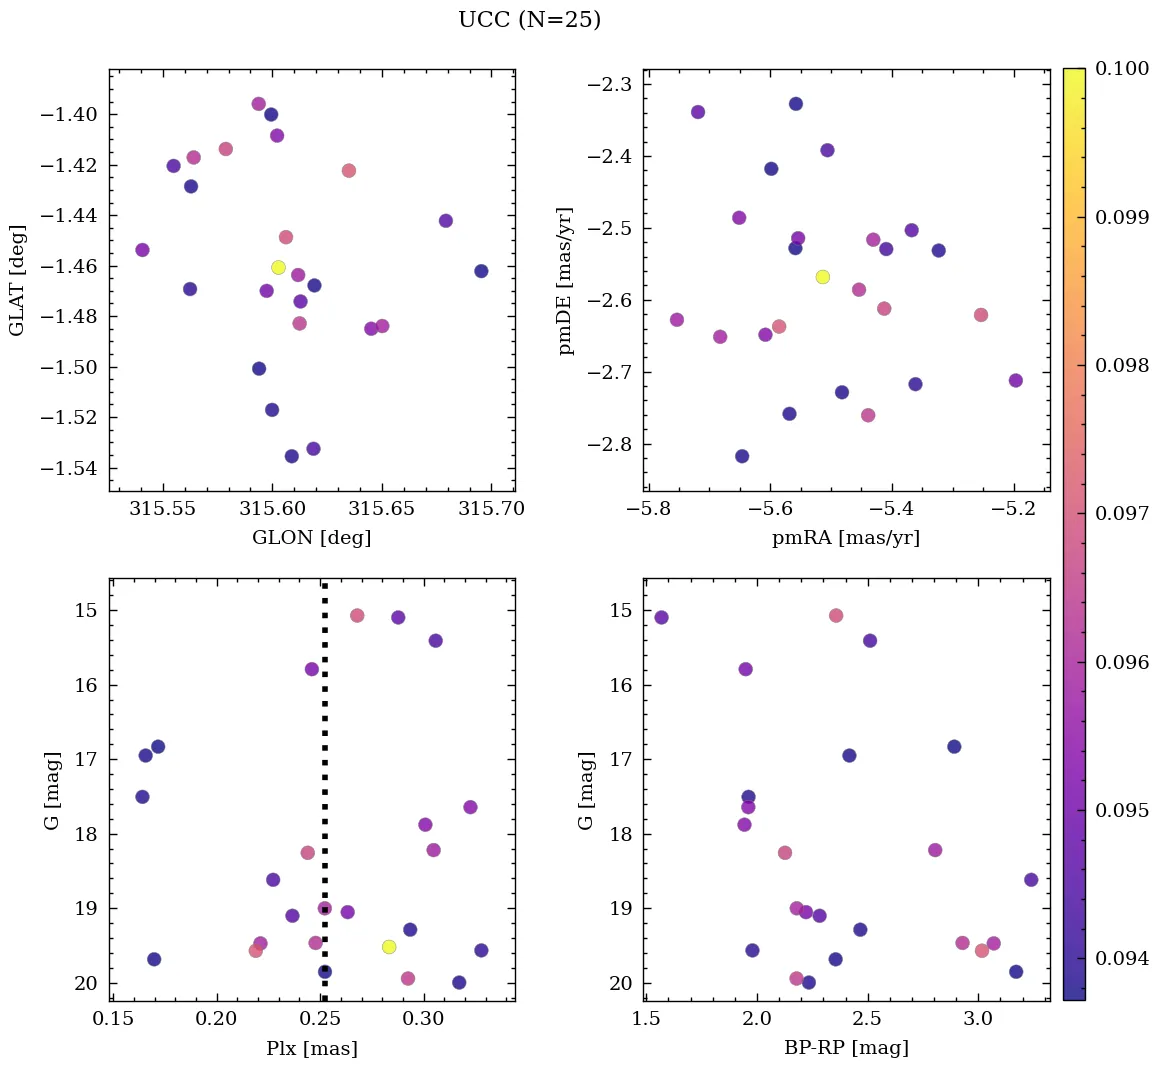 UCC (N=25)
−1.40
−1.42
−1.44
−1.46
−1.48
−1.50
−1.52
−1.54
GLAT [deg]
315.55 315.60 315.65 315.70
GLON [deg]
−2.3
−2.4
−2.5
−2.6
−2.7
−2.8
pmDE [mas/yr]
−5.8 −5.6 −5.4 −5.2
pmRA [mas/yr]
15
16
17
18
19
20
G [mag]
0.15 0.20 0.25 0.30
Plx [mas]
15
16
17
18
19
20
G [mag]
1.5 2.0 2.5 3.0
BP-RP [mag]
0.100
0.099
0.098
0.097
0.096
0.095
0.094